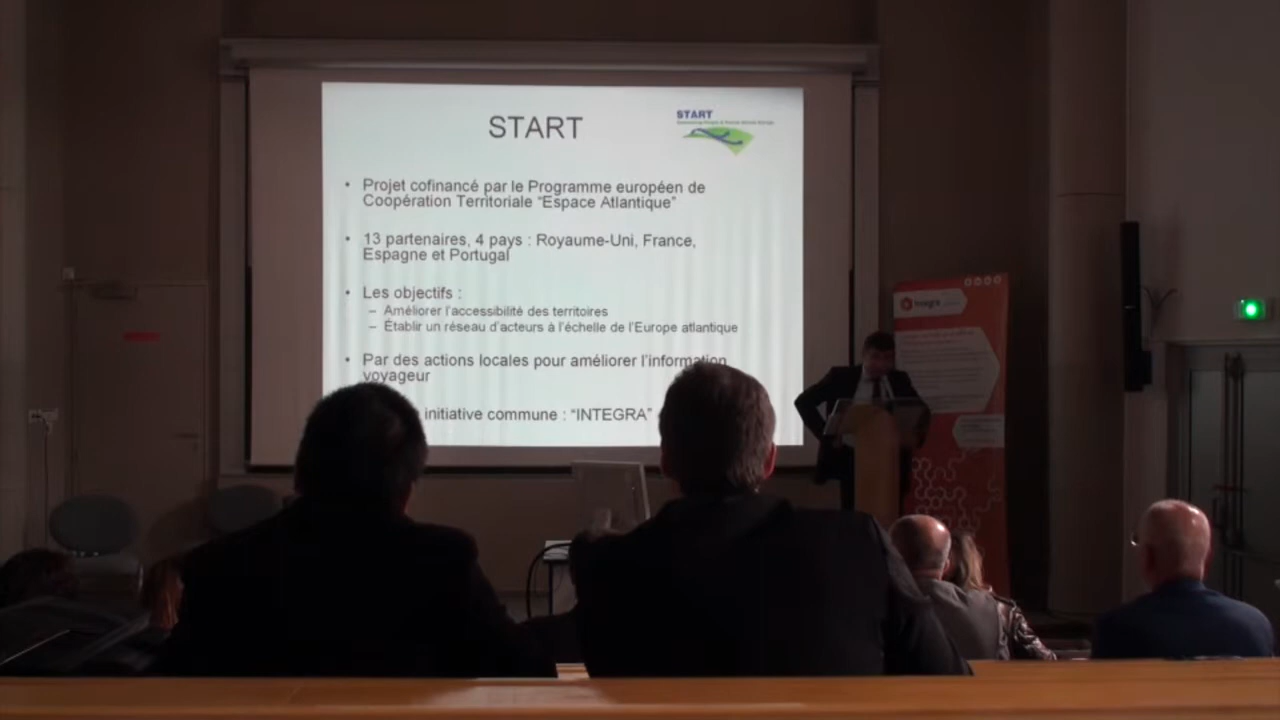 START
START
• Projet cofinancé par le Programme européen de
Coopération Territoriale “Espace Atlantique”
• 13 partenaires, 4 pays : Royaume-Uni, France,
Espagne et Portugal
• Les objectifs :
– Améliorer l’accessibilité des territoires
– Établir un réseau d’acteurs à l’échelle de l’Europe atlantique
• Par des actions locales pour améliorer l’information
voyageur
initiative commune : “INTEGRA”
Integra